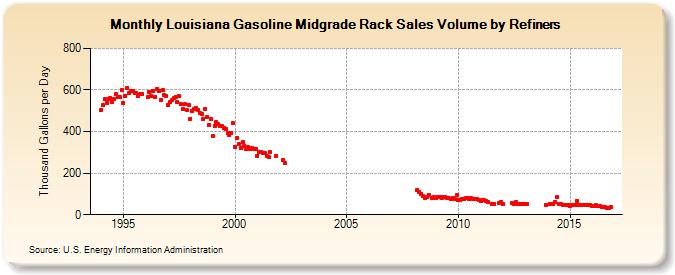 Monthly Louisiana Gasoline Midgrade Rack Sales Volume by Refiners
Thousand Gallons per Day
800
600
400
200
0
1995 2000 2005 2010 2015
Source: U.S. Energy Information Administration